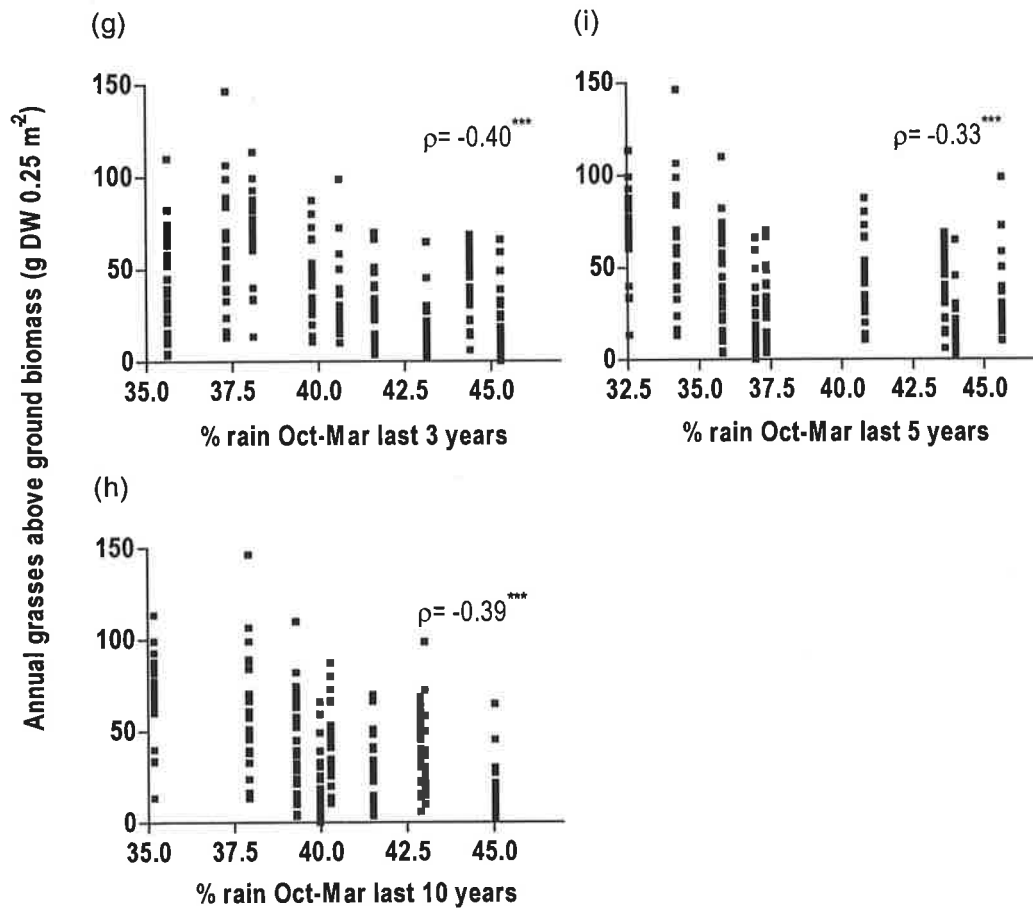 (g)
(i)
Annual grasses above ground biomass (g DW 0.25 m-2)
150
100
50
0
ρ= -0.40***
35.0 37.5 40.0 42.5 45.0
% rain Oct-Mar last 3 years
150
100
50
0
ρ= -0.33***
32.5 35.0 37.5 40.0 42.5 45.0
% rain Oct-Mar last 5 years
(h)
150
100
50
0
ρ= -0.39***
35.0 37.5 40.0 42.5 45.0
% rain Oct-Mar last 10 years